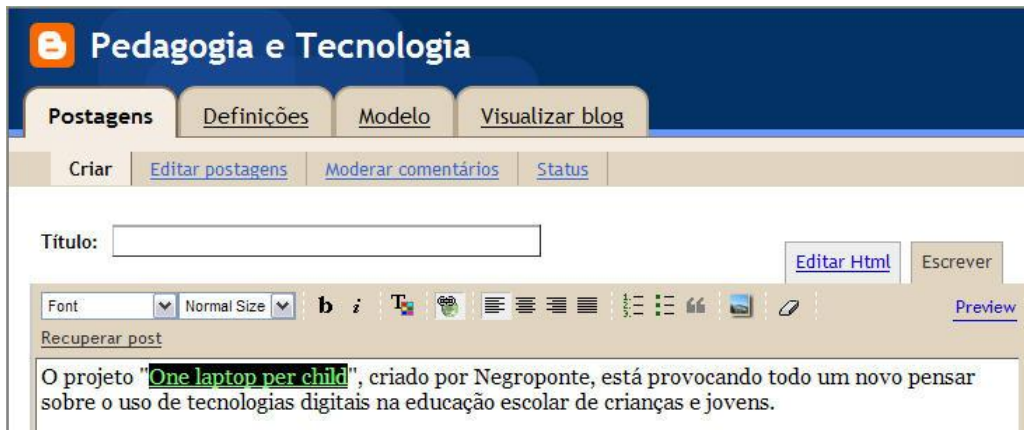 Pedagogia e Tecnologia
Postagens Definições Modelo Visualizar blog
Criar Editar postagens Moderar comentários Status
Título:
Editar Html Escrever
Font Normal Size b i T Preview
Recuperar post
O projeto "One laptop per child", criado por Negroponte, está provocando todo um novo pensar
sobre o uso de tecnologias digitais na educação escolar de crianças e jovens.